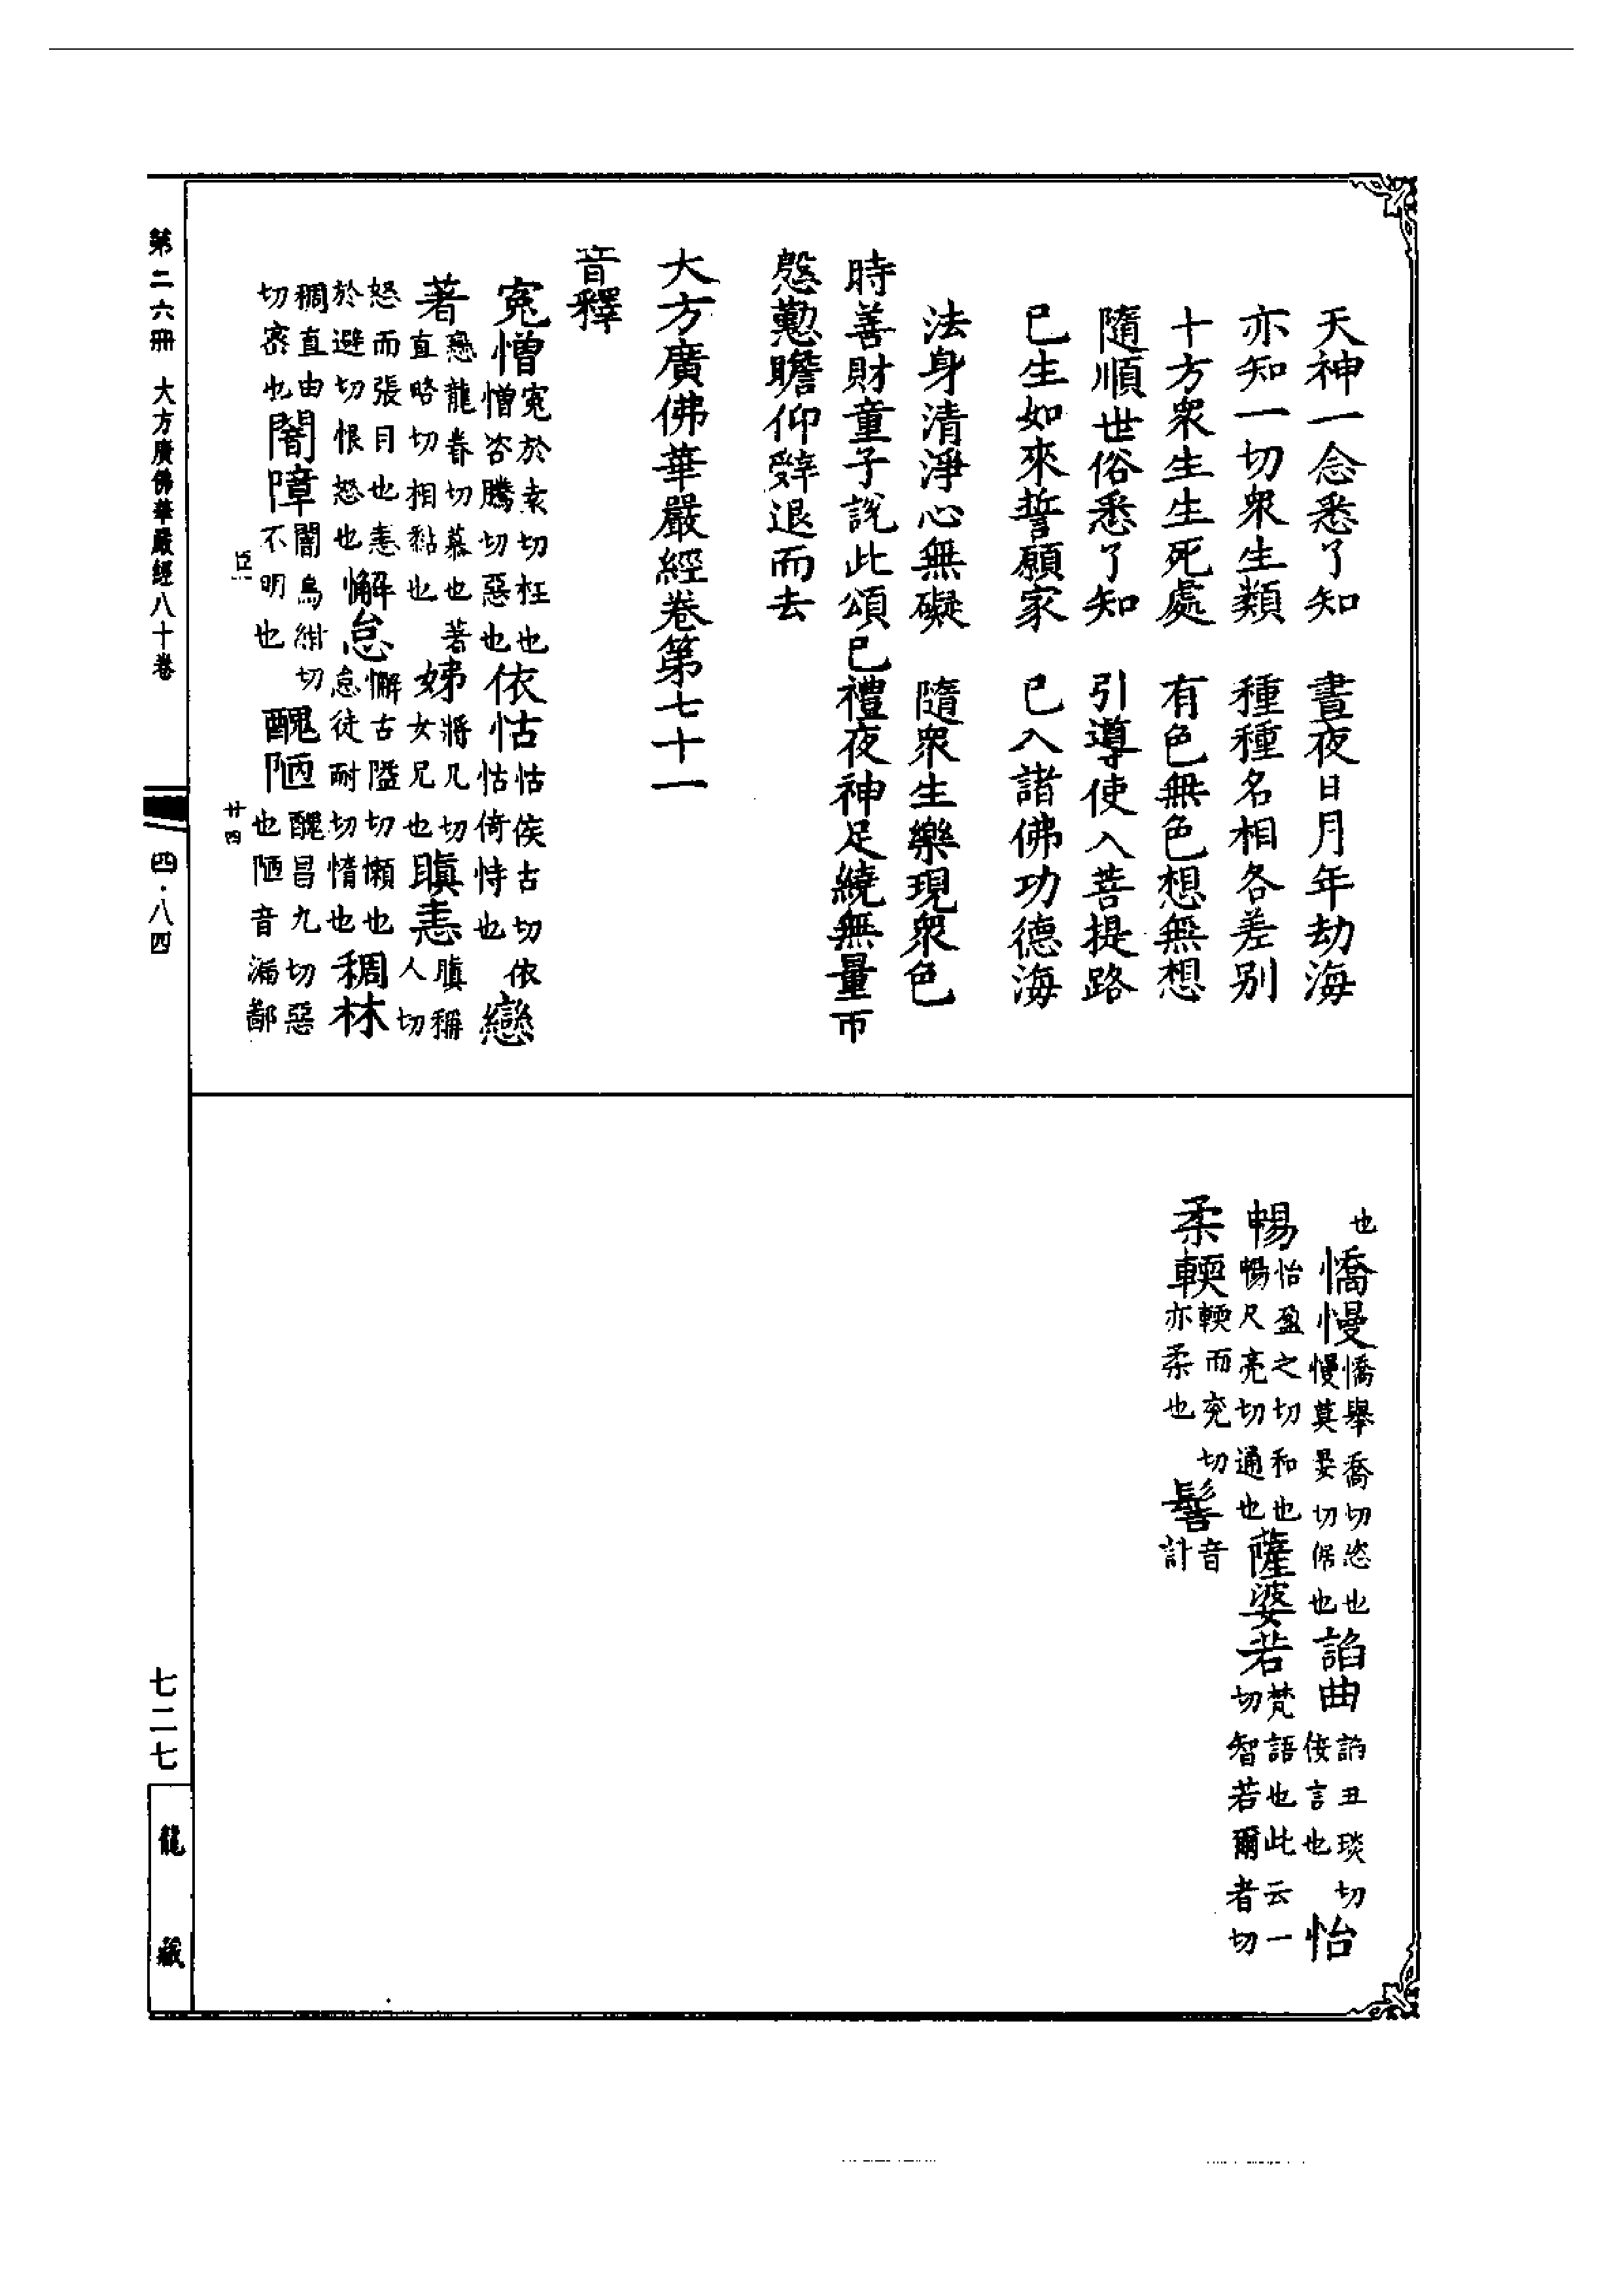 天神一念悉了知　晝夜日月年劫海
亦知一切衆生類　種種名相各差别
十方衆生生死處　有色無色想無想
隨順世俗悉了知　引導使入菩提路
已生如來誓願家　已入諸佛功德海
法身清淨心無礙　隨衆生樂現衆色
時善財童子說此頌已禮夜神足繞無量帀
慇懃瞻仰辤退而去
大方廣佛華嚴經卷第七十一
音釋
寃憎寃於袁切枉也憎咨騰切惡也依怙怙侯古切依怙倚恃也戀
著戀龍眷切慕也著直略切相黏也姊將几切女兄也瞋恚瞋稱人切
怒而張目也恚於避切恨怒也懈怠懈古隘切懶也怠徒耐切惰也稠林
稠直由切宻也闇障闇烏紺切不明也醜陋醜昌九切惡也陋音漏鄙
也憍慢憍舉喬切恣也慢莫晏切倨也諂曲諂丑琰切佞言也怡
暢怡盈之切和也暢尺亮切通也薩婆若梵語也此云一切智若爾者切
柔輭輭而兖切亦柔也髻音計
第二六冊　大方廣佛華嚴經八十卷
四·八四
七二七
龍藏
臣一
廿四